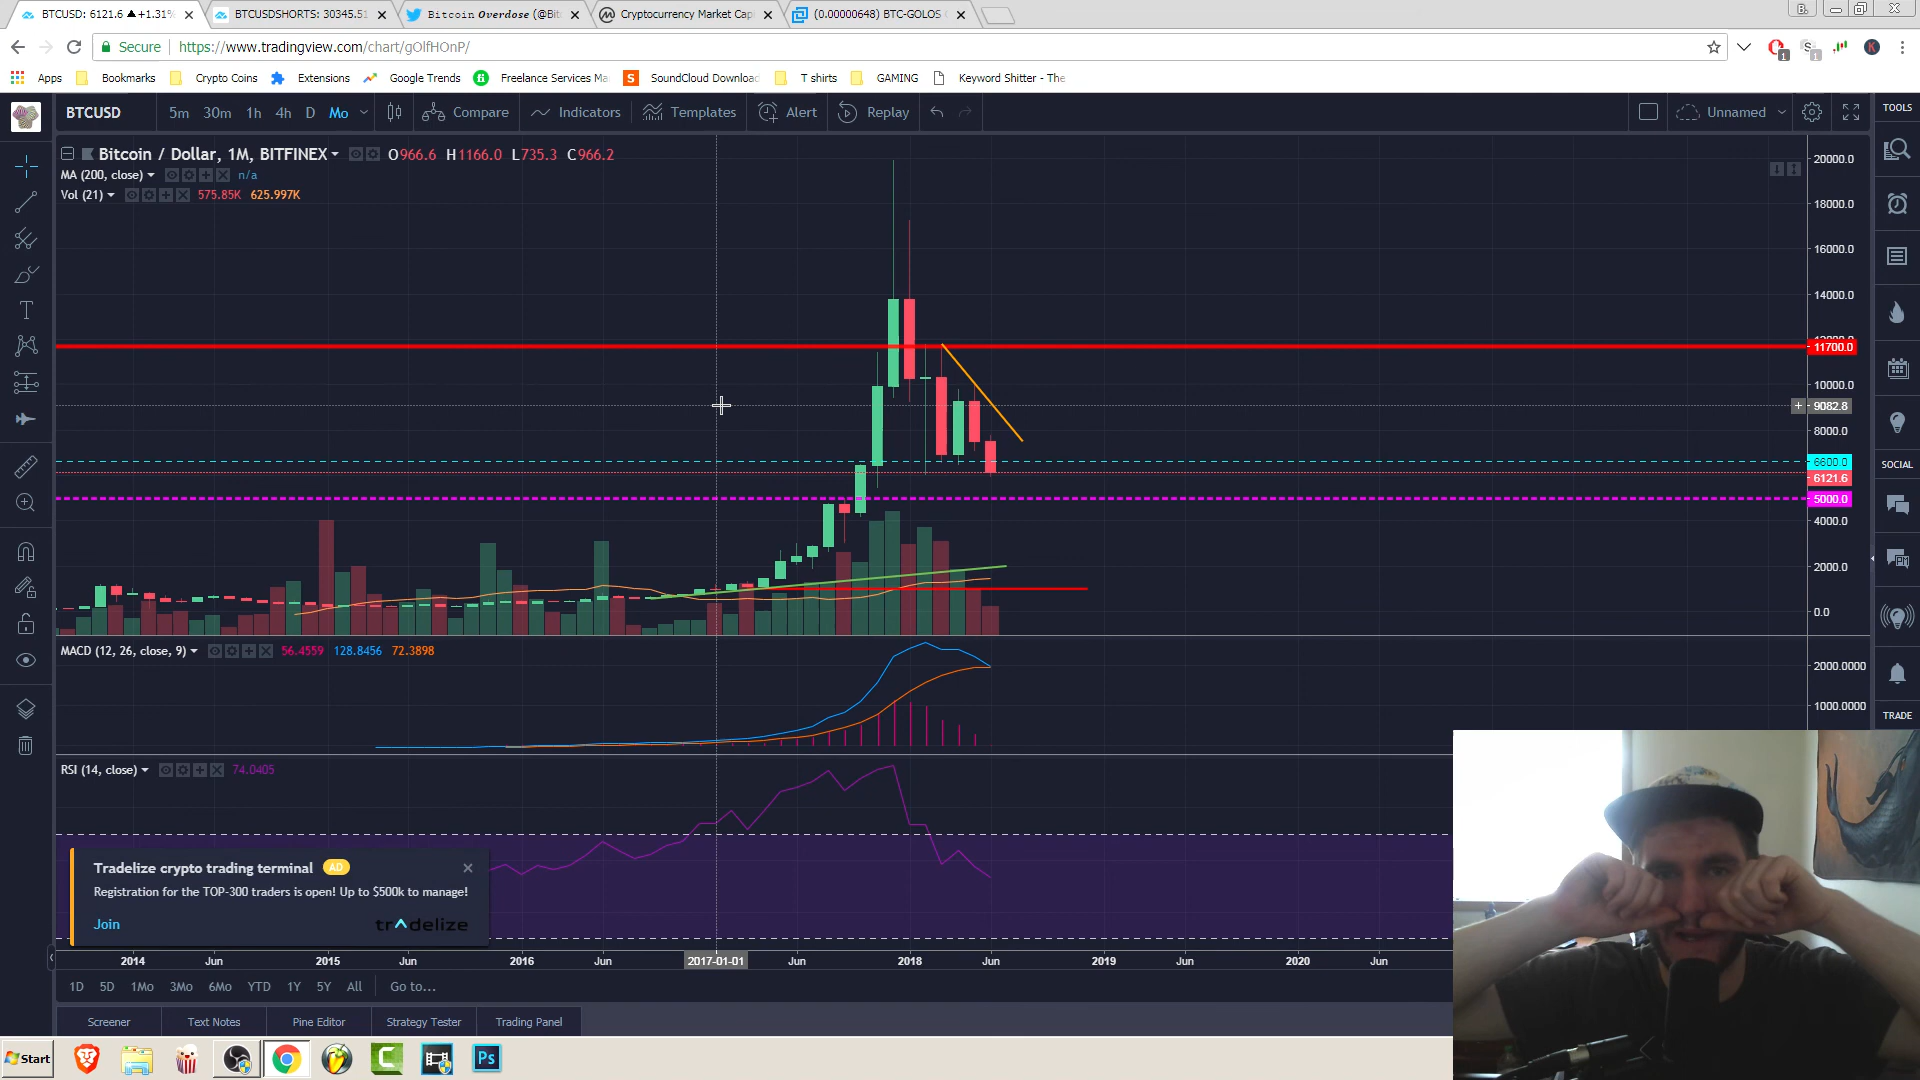 BTCUSD: 6121.6 ▲+1.31%
BTCUSDSHORTS: 30345.51
Bitcoin Overdose (@Bit
Cryptocurrency Market Cap
(0.00000648) BTC-GOLOS
B.
Secure
https://www.tradingview.com/chart/gOlfHOnP/
1
1
K
Apps
Bookmarks
Crypto Coins
Extensions
Google Trends
Freelance Services Ma
SoundCloud Download
T shirts
GAMING
Keyword Shitter - The
BTCUSD
5m
30m
1h
4h
D
Mo
Compare
Indicators
Templates
Alert
Replay
Unnamed
TOOLS
Bitcoin / Dollar, 1M, BITFINEX
O966.6 H1166.0 L735.3 C966.2
MA (200, close)
n/a
Vol (21)
575.85K 625.997K
20000.0
18000.0
16000.0
14000.0
11700.0
10000.0
9082.8
8000.0
6600.0
6121.6
5000.0
4000.0
2000.0
0.0
SOCIAL
TRADE
MACD (12, 26, close, 9)
56.4559 128.8456 72.3898
2000.0000
1000.0000
RSI (14, close)
74.0405
Tradelize crypto trading terminal AD
Registration for the TOP-300 traders is open! Up to $500k to manage!
Join
tradelize
2014
Jun
2015
Jun
2016
Jun
2017-01-01
Jun
2018
Jun
2019
Jun
2020
Jun
1D
5D
1Mo
3Mo
6Mo
YTD
1Y
5Y
All
Go to...
Screener
Text Notes
Pine Editor
Strategy Tester
Trading Panel
Start
Ps